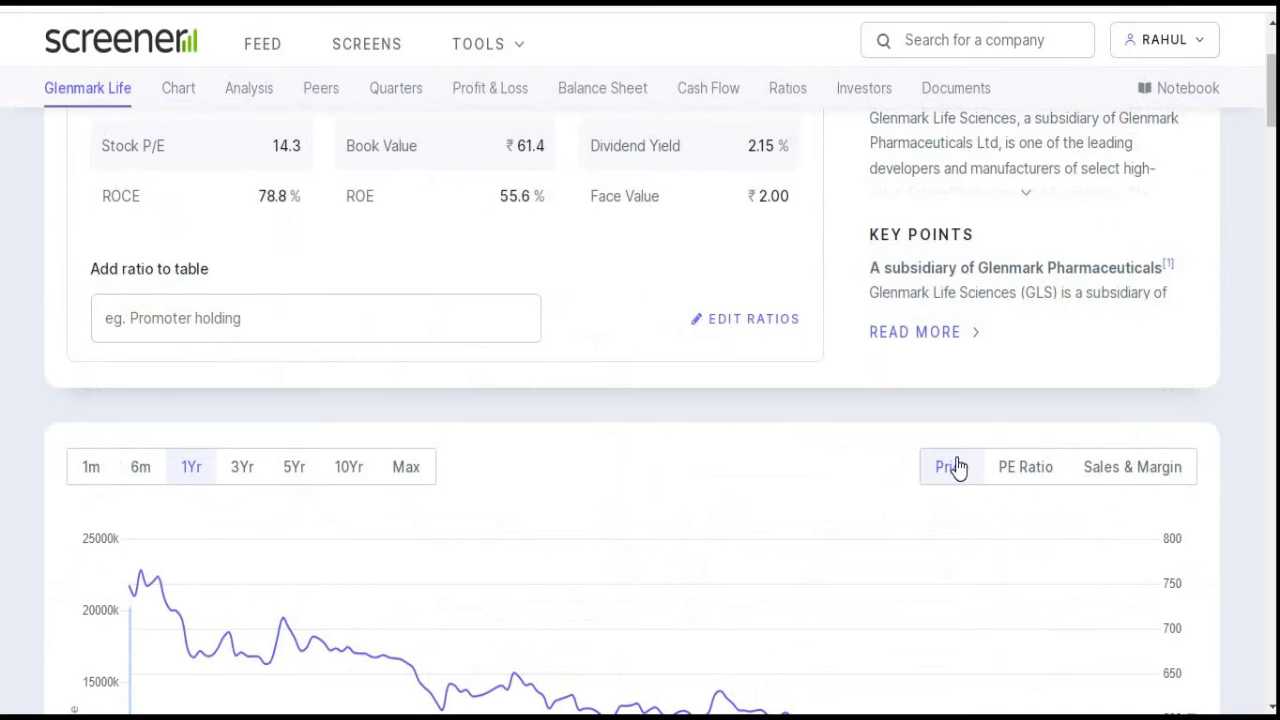 screener
FEED
SCREENS
TOOLS
Search for a company
RAHUL
Glenmark Life
Chart
Analysis
Peers
Quarters
Profit & Loss
Balance Sheet
Cash Flow
Ratios
Investors
Documents
Notebook
Stock P/E 14.3
Book Value ₹ 61.4
Dividend Yield 2.15 %
ROCE 78.8 %
ROE 55.6 %
Face Value ₹ 2.00
Add ratio to table
eg. Promoter holding
EDIT RATIOS
Glenmark Life Sciences, a subsidiary of Glenmark
Pharmaceuticals Ltd, is one of the leading
developers and manufacturers of select high-
KEY POINTS
A subsidiary of Glenmark Pharmaceuticals[1]
Glenmark Life Sciences (GLS) is a subsidiary of
READ MORE
1m 6m 1Yr 3Yr 5Yr 10Yr Max
PE Ratio Sales & Margin
25000k
20000k
15000k
800
750
700
650